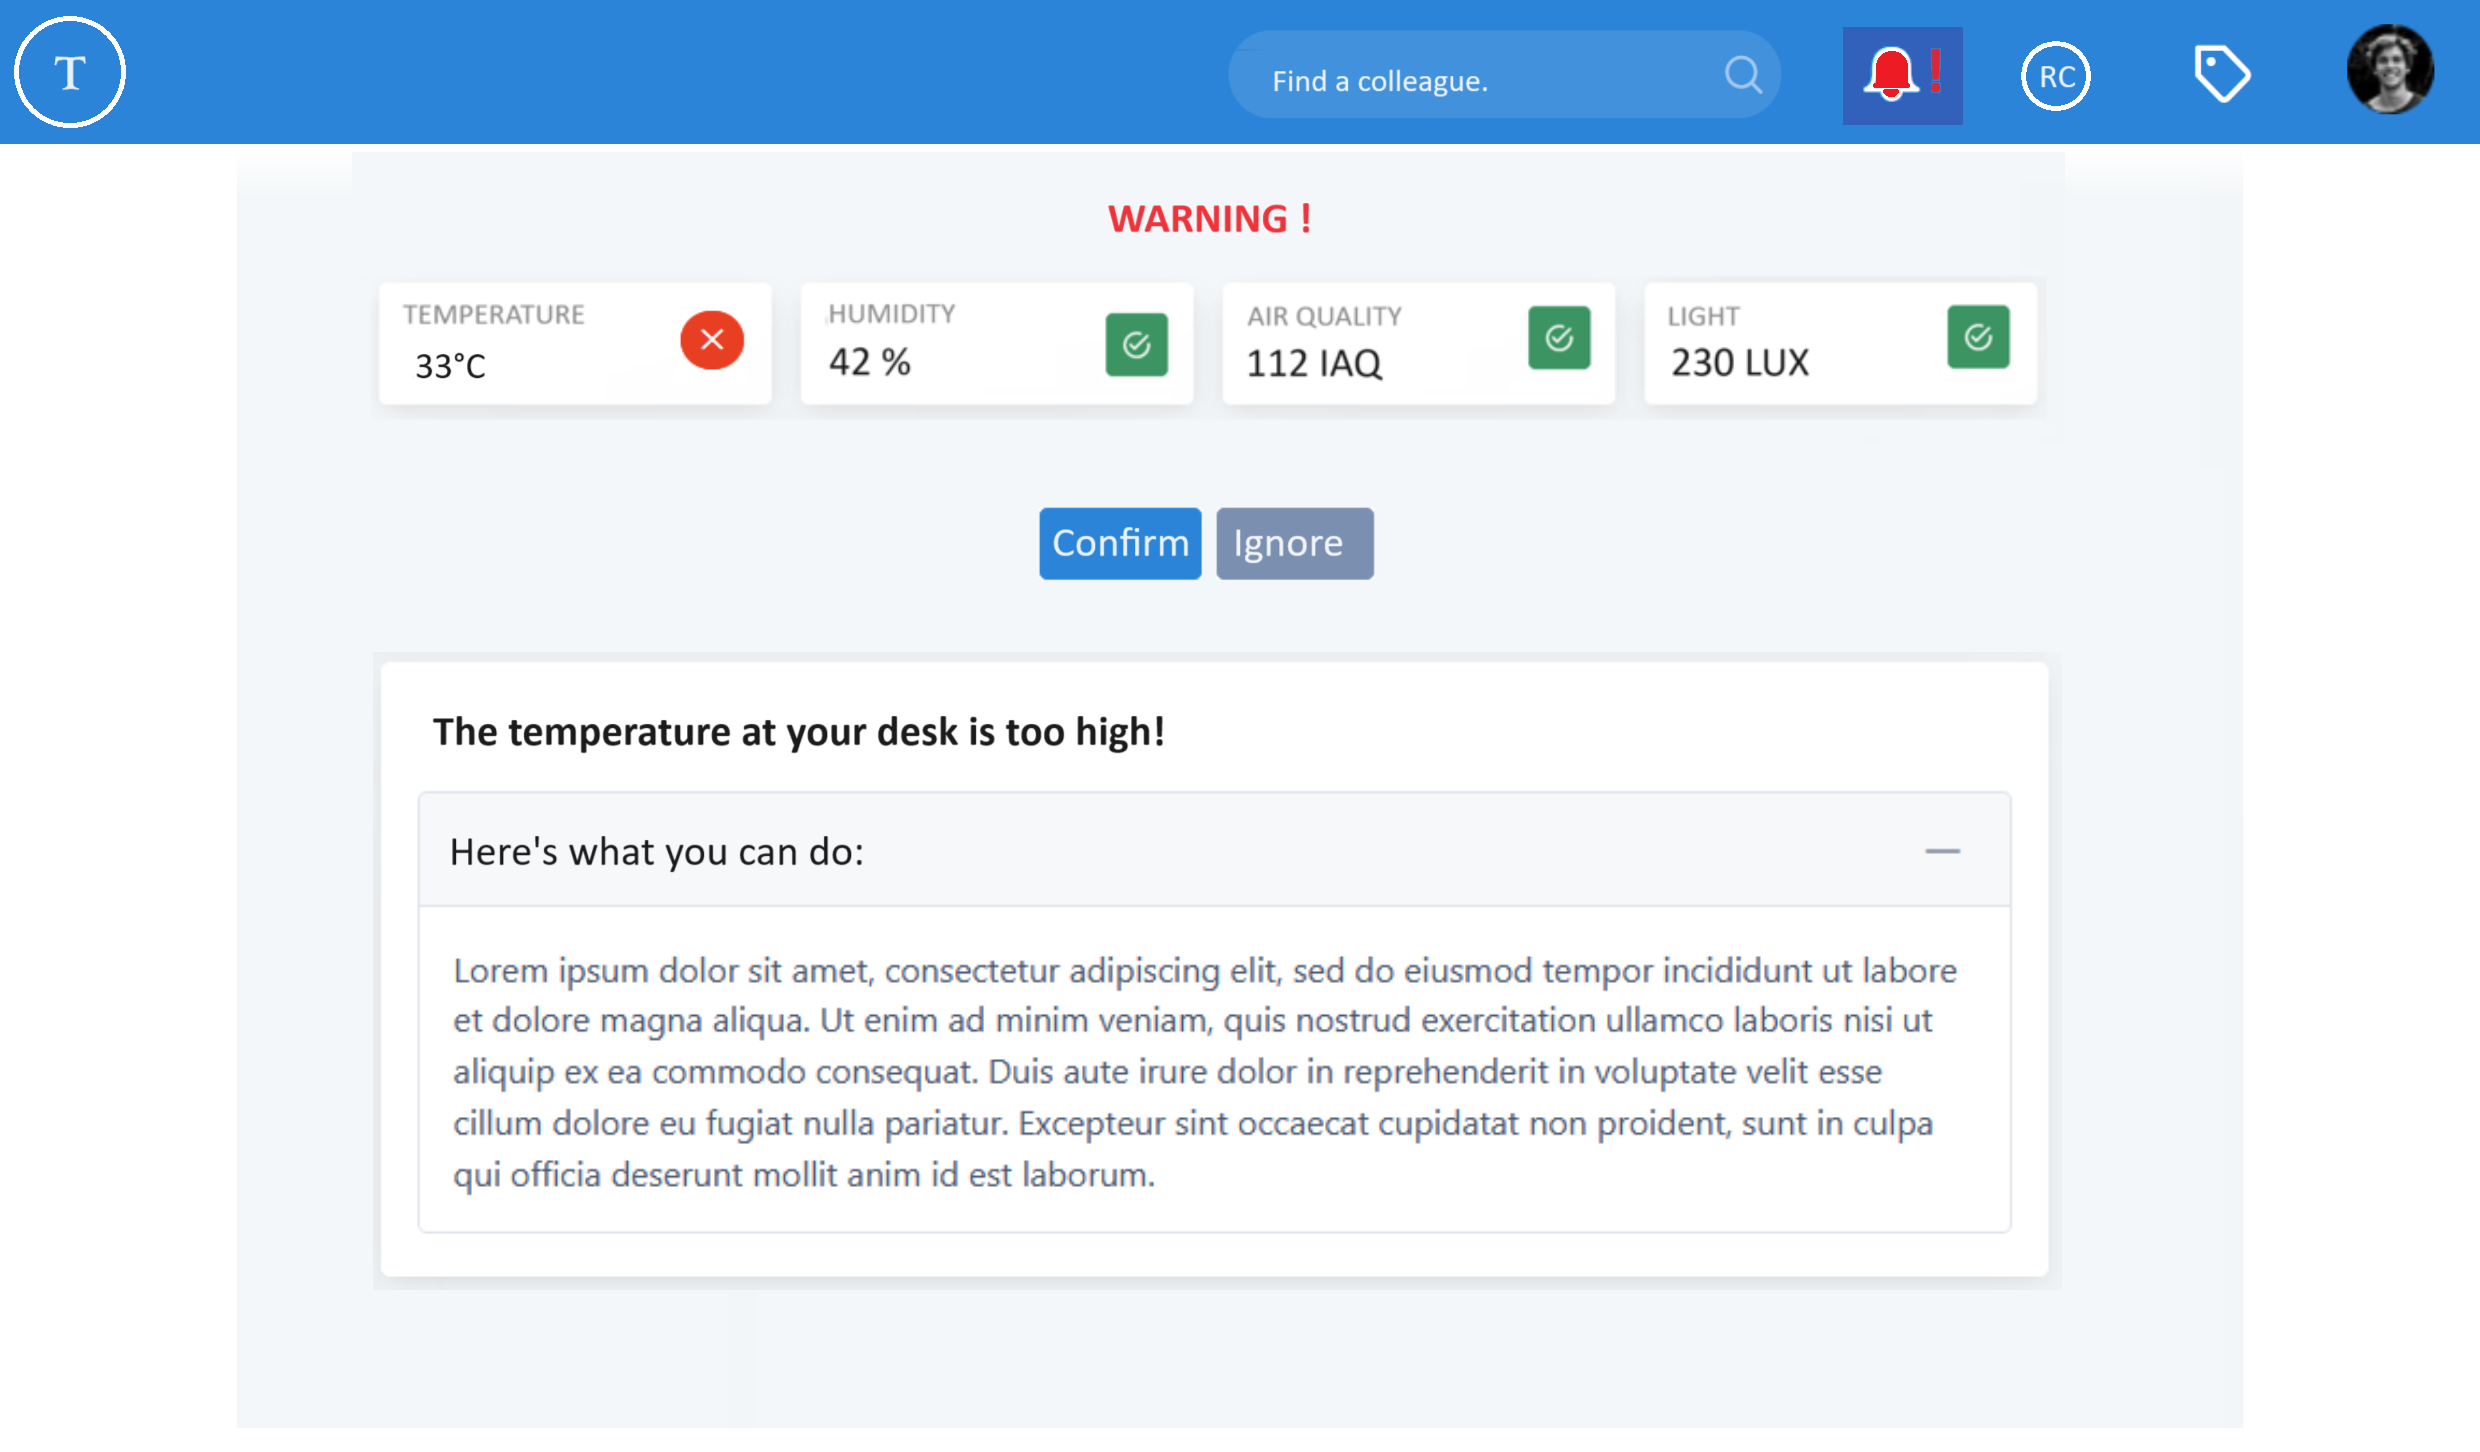 T
Find a colleague.
!
RC
WARNING !
TEMPERATURE
33°C
HUMIDITY
42 %
AIR QUALITY
112 IAQ
LIGHT
230 LUX
Confirm
Ignore
The temperature at your desk is too high!
Here's what you can do:
Lorem ipsum dolor sit amet, consectetur adipiscing elit, sed do eiusmod tempor incididunt ut labore
et dolore magna aliqua. Ut enim ad minim veniam, quis nostrud exercitation ullamco laboris nisi ut
aliquip ex ea commodo consequat. Duis aute irure dolor in reprehenderit in voluptate velit esse
cillum dolore eu fugiat nulla pariatur. Excepteur sint occaecat cupidatat non proident, sunt in culpa
qui officia deserunt mollit anim id est laborum.